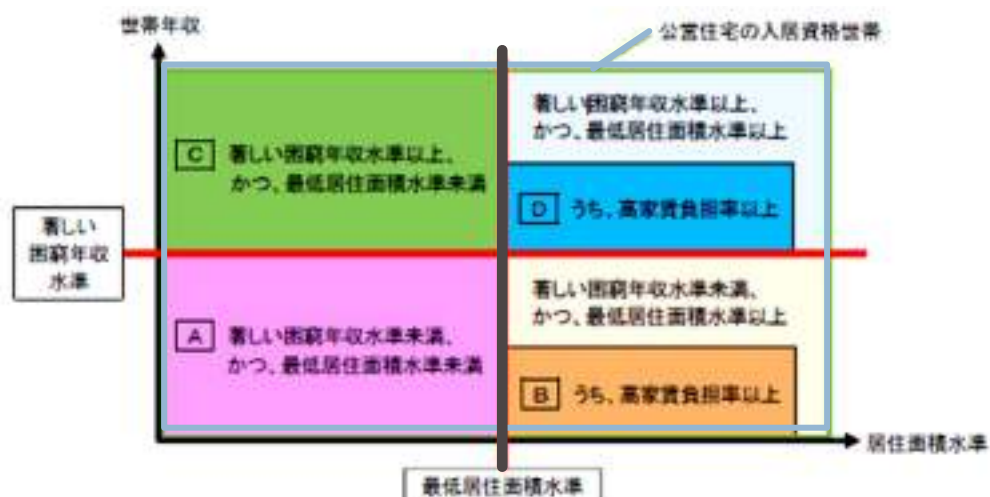 世帯年収
公営住宅の入居資格世帯
著しい困窮年収水準以上、
かつ、最低居住面積水準以上
C 著しい困窮年収水準以上、
かつ、最低居住面積水準未満
D うち、高家賃負担率以上
著しい
困窮年収
水準
著しい困窮年収水準未満、
かつ、最低居住面積水準以上
A 著しい困窮年収水準未満、
かつ、最低居住面積水準未満
B うち、高家賃負担率以上
居住面積水準
最低居住面積水準